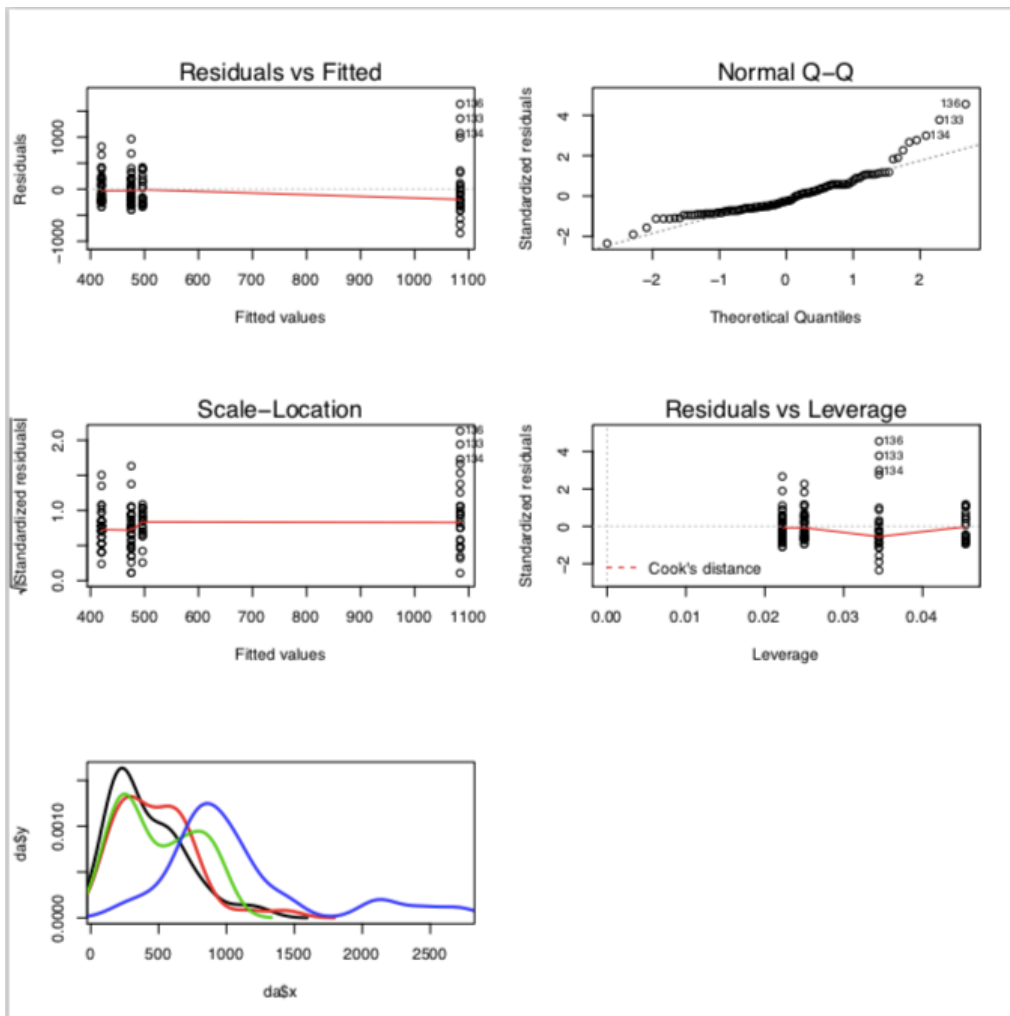 Residuals vs Fitted
Residuals
1000
0
−1000
136
133
134
400 500 600 700 800 900 1000 1100
Fitted values
Normal Q−Q
Standardized residuals
4
2
0
−2
136
133
134
−2 −1 0 1 2
Theoretical Quantiles
Scale−Location
√|Standardized residuals|
2.0
1.0
0.0
136
133
134
400 500 600 700 800 900 1000 1100
Fitted values
Residuals vs Leverage
Standardized residuals
4
2
0
−2
136
133
134
Cook's distance
0.00 0.01 0.02 0.03 0.04
Leverage
da$y
0.0010
0.0000
0 500 1000 1500 2000 2500
da$x